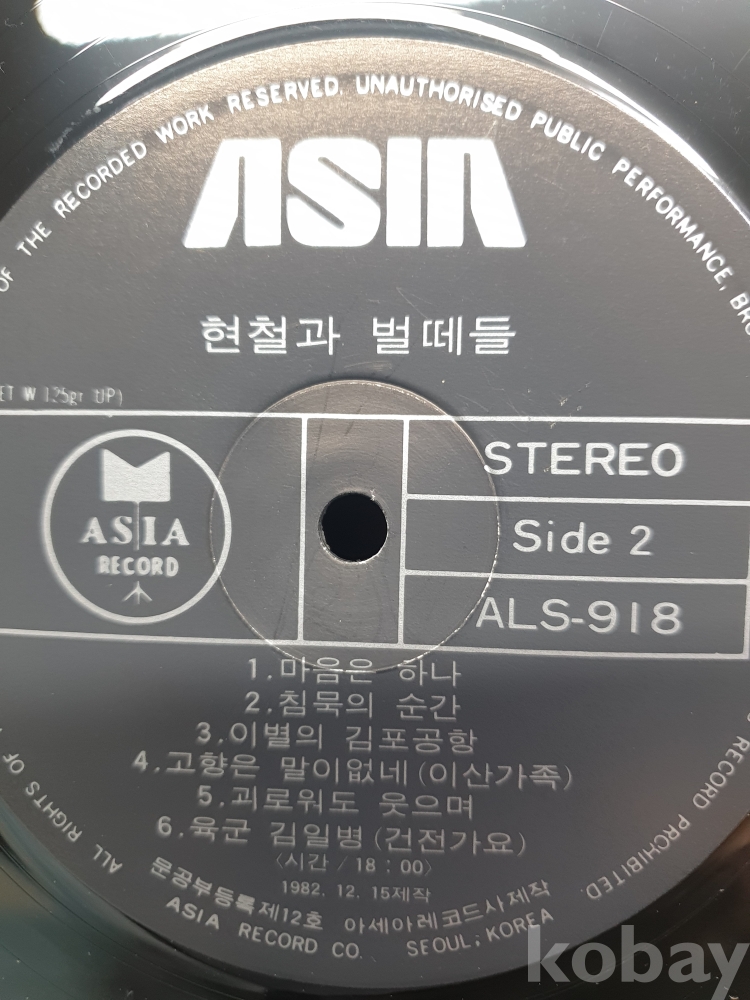 OF THE RECORDED WORK RESERVED. UNAUTHORISED PUBLIC PERFORMANCE,
ASIA
현철과 벌떼들
W 125gr UP)
ASIA
RECORD
STEREO
Side 2
ALS-918
1.마음은 하나
2.침묵의 순간
3.이별의 김포공항
4.고향은 말이없네(이산가족)
5.괴로워도 웃으며
6.육군 김일병(건전가요)
〈시간/18:00〉
1982. 12. 15제작
문공부등록제12호 아세아레코드사제작
ASIA RECORD CO. SEOUL; KOREA
RECORD PROHIBITED.
ALL RIGHTS OF
kobay